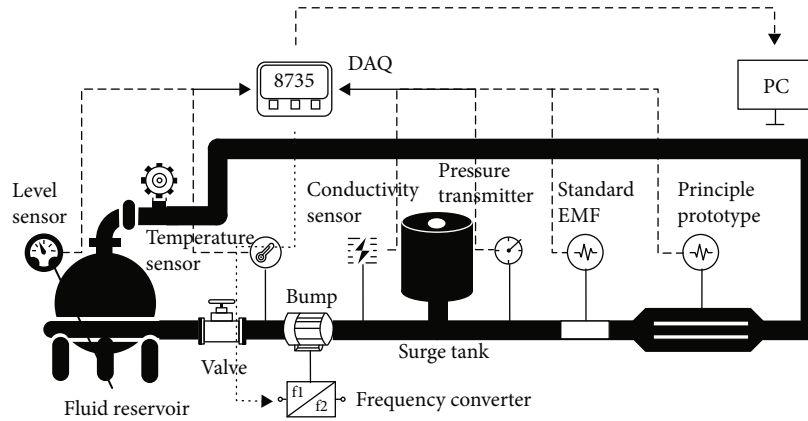 8735
DAQ
PC
Level
sensor
Temperature
sensor
Conductivity
sensor
Pressure
transmitter
Standard
EMF
Principle
prototype
Bump
Valve
Surge tank
f1
f2
Frequency converter
Fluid reservoir